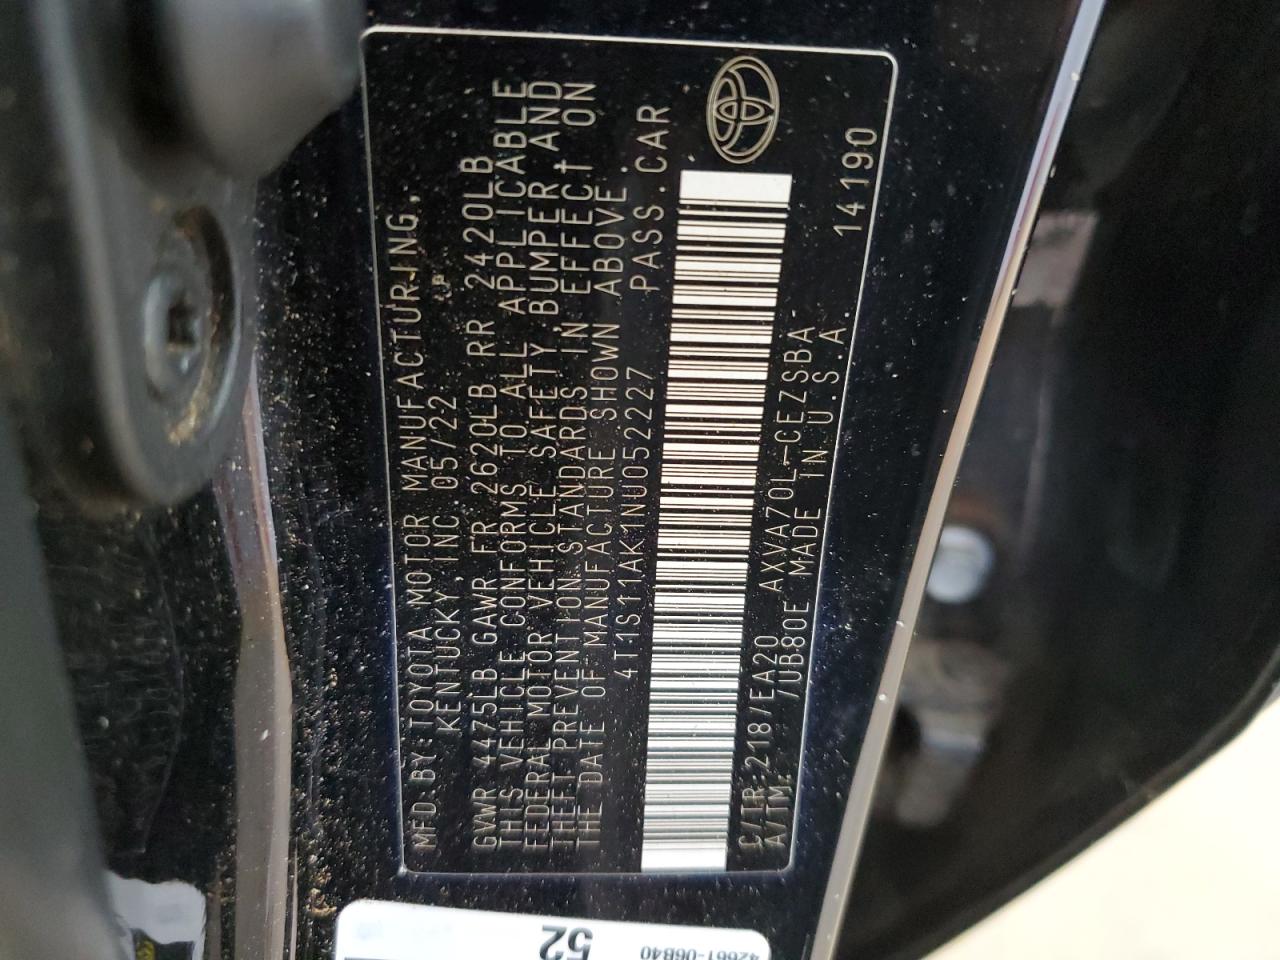 MFD.BY:TOYOTA MOTOR MANUFACTURING,
KENTUCKY, INC. 05/22
GVWR 4475LB GAWR FR 2620LB RR 2420LB
THIS VEHICLE CONFORMS TO ALL APPLICABLE
FEDERAL MOTOR VEHICLE SAFETY,BUMPER,AND
THEFT PREVENTION STANDARDS IN EFFECT ON
THE DATE OF MANUFACTURE SHOWN ABOVE.
4T1S11AK1NU052227 PASS.CAR
C/TR:218/EA20 AXVA70L-CEZSBA
A/TM: /UB80E MADE IN U.S.A. 14190
52
42661-06B40